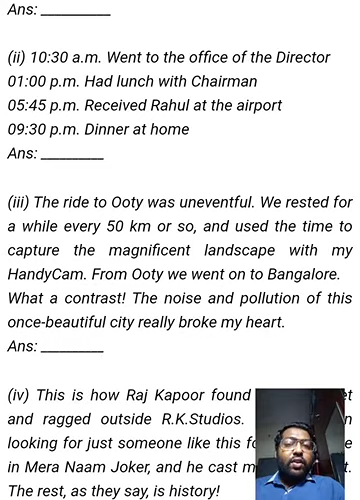 Ans: __________
(ii) 10:30 a.m. Went to the office of the Director
01:00 p.m. Had lunch with Chairman
05:45 p.m. Received Rahul at the airport
09:30 p.m. Dinner at home
Ans: _________
(iii) The ride to Ooty was uneventful. We rested for
a while every 50 km or so, and used the time to
capture the magnificent landscape with my
HandyCam. From Ooty we went on to Bangalore.
What a contrast! The noise and pollution of this
once-beautiful city really broke my heart.
Ans: _________
(iv) This is how Raj Kapoor found
and ragged outside R.K.Studios.
looking for just someone like this
in Mera Naam Joker, and he cast
The rest, as they say, is history!